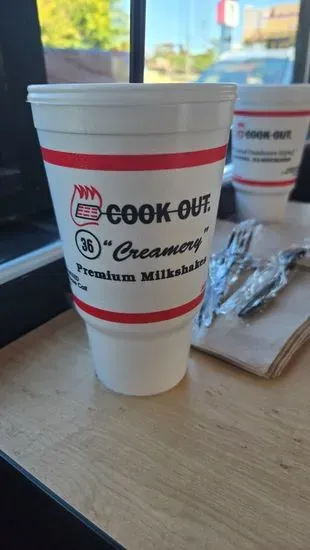 COOK OUT.
36 "Creamery"
Premium Milkshakes
COOK OUT.